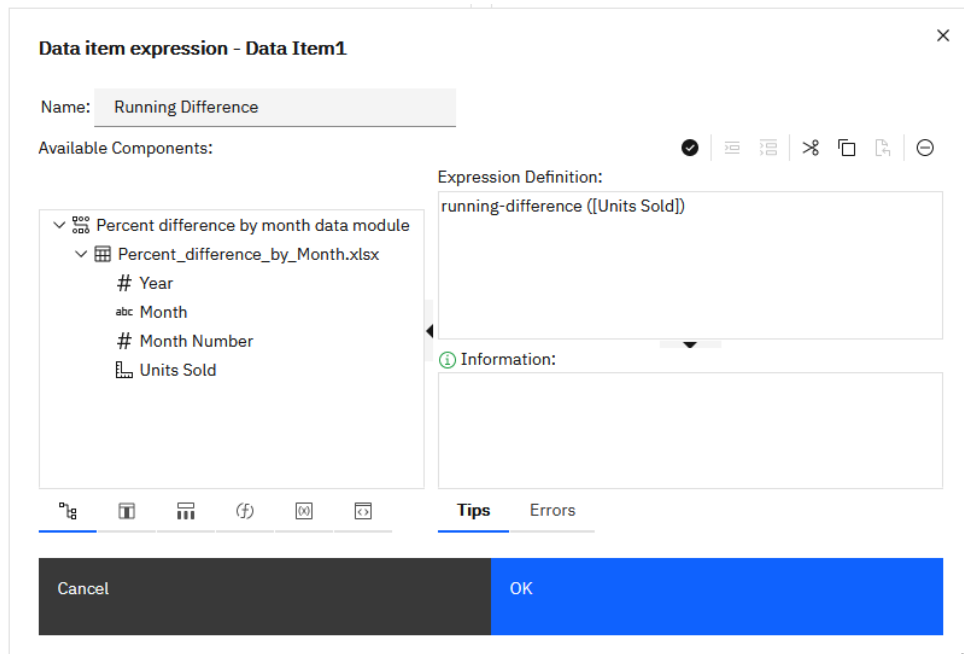 Data item expression - Data Item1
Name: Running Difference
Available Components:
Expression Definition:
running-difference ([Units Sold])
Percent difference by month data module
Percent_difference_by_Month.xlsx
# Year
abc Month
# Month Number
Units Sold
Information:
Tips Errors
Cancel OK